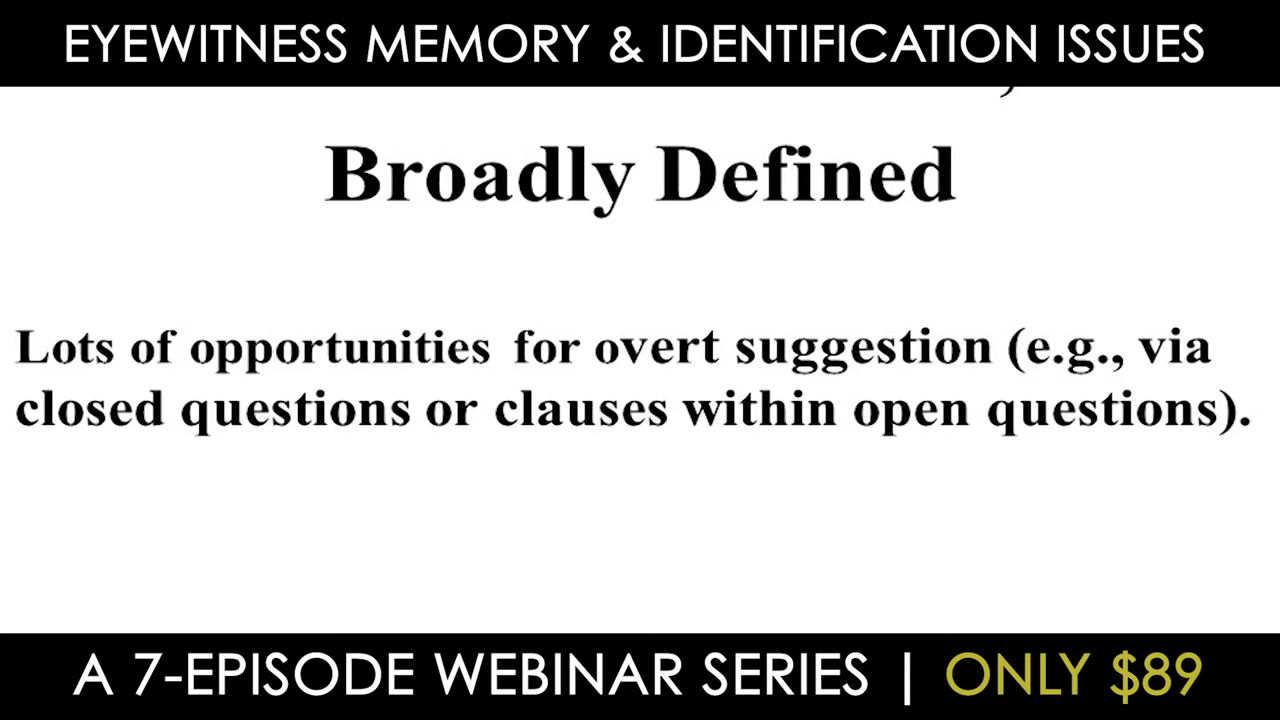 EYEWITNESS MEMORY & IDENTIFICATION ISSUES
Broadly Defined
Lots of opportunities for overt suggestion (e.g., via
closed questions or clauses within open questions).
A 7-EPISODE WEBINAR SERIES | ONLY $89